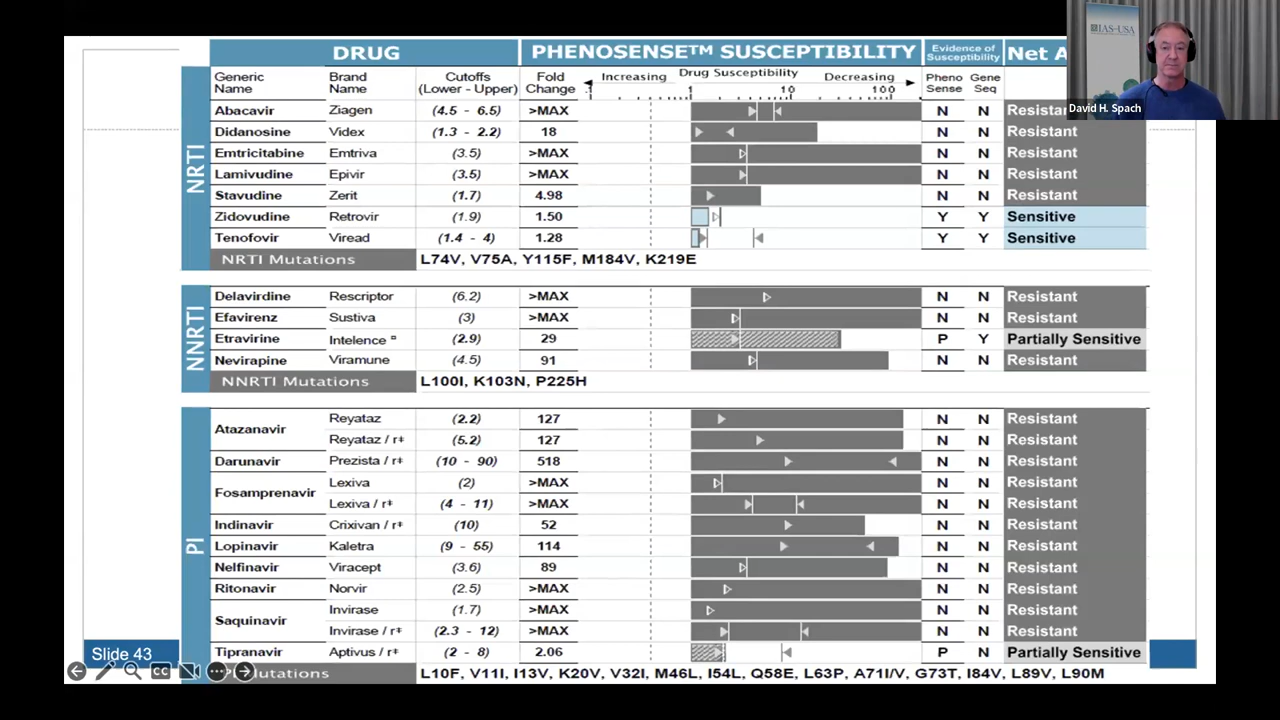 IAS-USA
David H. Spach
DRUG PHENOSENSE™ SUSCEPTIBILITY Evidence of Susceptibility Net A
Generic Name Brand Name Cutoffs (Lower - Upper) Fold Change Increasing Drug Susceptibility Decreasing Pheno Sense Gene Seq
1 10 100
NRTI
Abacavir Ziagen (4.5 - 6.5) >MAX N N Resistant
Didanosine Videx (1.3 - 2.2) 18 N N Resistant
Emtricitabine Emtriva (3.5) >MAX N N Resistant
Lamivudine Epivir (3.5) >MAX N N Resistant
Stavudine Zerit (1.7) 4.98 N N Resistant
Zidovudine Retrovir (1.9) 1.50 Y Y Sensitive
Tenofovir Viread (1.4 - 4) 1.28 Y Y Sensitive
NRTI Mutations L74V, V75A, Y115F, M184V, K219E
NNRTI
Delavirdine Rescriptor (6.2) >MAX N N Resistant
Efavirenz Sustiva (3) >MAX N N Resistant
Etravirine Intelence ¤ (2.9) 29 P Y Partially Sensitive
Nevirapine Viramune (4.5) 91 N N Resistant
NNRTI Mutations L100I, K103N, P225H
PI
Atazanavir Reyataz (2.2) 127 N N Resistant
Reyataz / r‡ (5.2) 127 N N Resistant
Darunavir Prezista / r‡ (10 - 90) 518 N N Resistant
Fosamprenavir Lexiva (2) >MAX N N Resistant
Lexiva / r‡ (4 - 11) >MAX N N Resistant
Indinavir Crixivan / r‡ (10) 52 N N Resistant
Lopinavir Kaletra (9 - 55) 114 N N Resistant
Nelfinavir Viracept (3.6) 89 N N Resistant
Ritonavir Norvir (2.5) >MAX N N Resistant
Saquinavir Invirase (1.7) >MAX N N Resistant
Invirase / r‡ (2.3 - 12) >MAX N N Resistant
Tipranavir Aptivus / r‡ (2 - 8) 2.06 P N Partially Sensitive
Mutations L10F, V11I, I13V, K20V, V32I, M46L, I54L, Q58E, L63P, A71I/V, G73T, I84V, L89V, L90M
Slide 43
CC